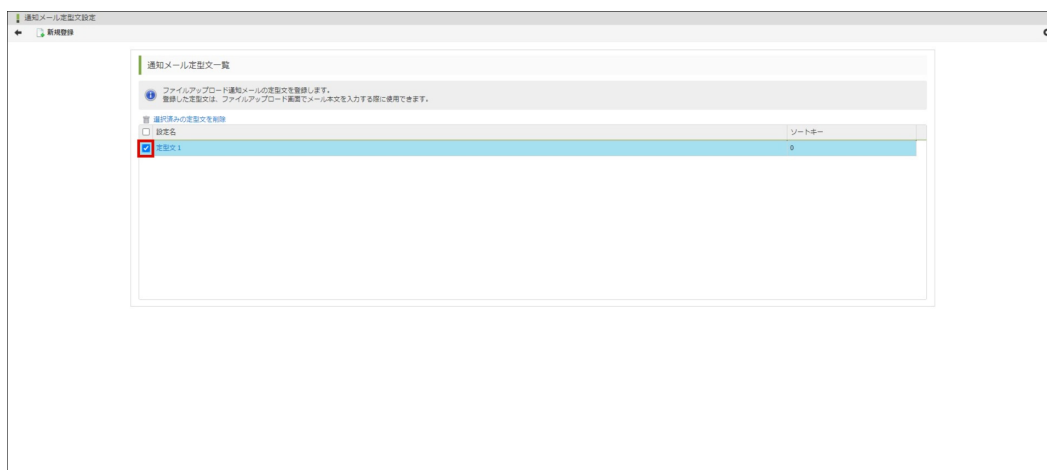 通知メール定型文設定
新規登録
通知メール定型文一覧
ファイルアップロード通知メールの定型文を登録します。
登録した定型文は、ファイルアップロード画面でメール本文を入力する際に使用できます。
選択済みの定型文を削除
設定名 ソートキー
定型文1 0